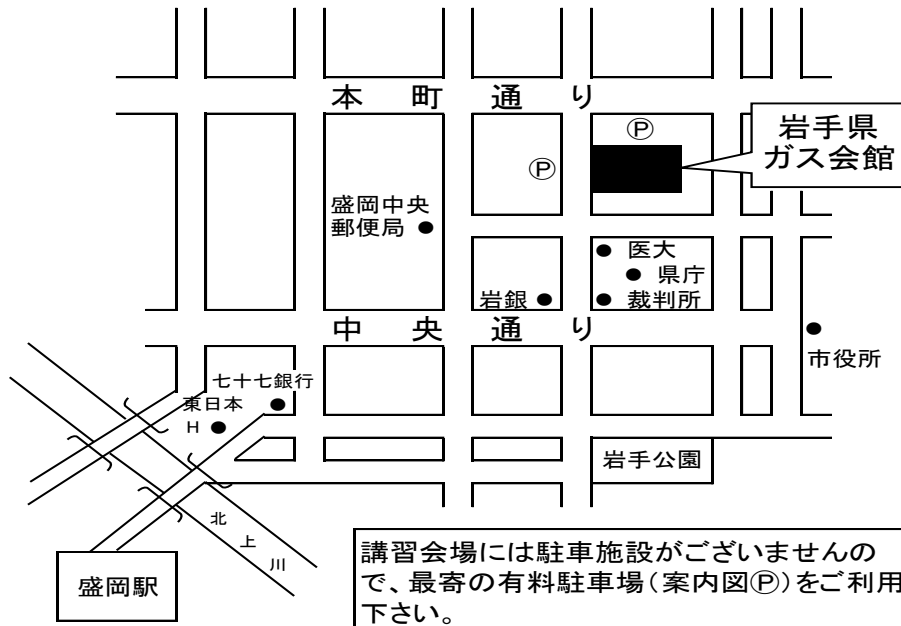 本町通り
Ⓟ
岩手県
ガス会館
Ⓟ
盛岡中央
郵便局
医大
県庁
岩銀
裁判所
中央通り
市役所
七十七銀行
東日本
H
岩手公園
北上川
盛岡駅
講習会場には駐車施設がございませんの
で、最寄の有料駐車場(案内図Ⓟ)をご利用
下さい。